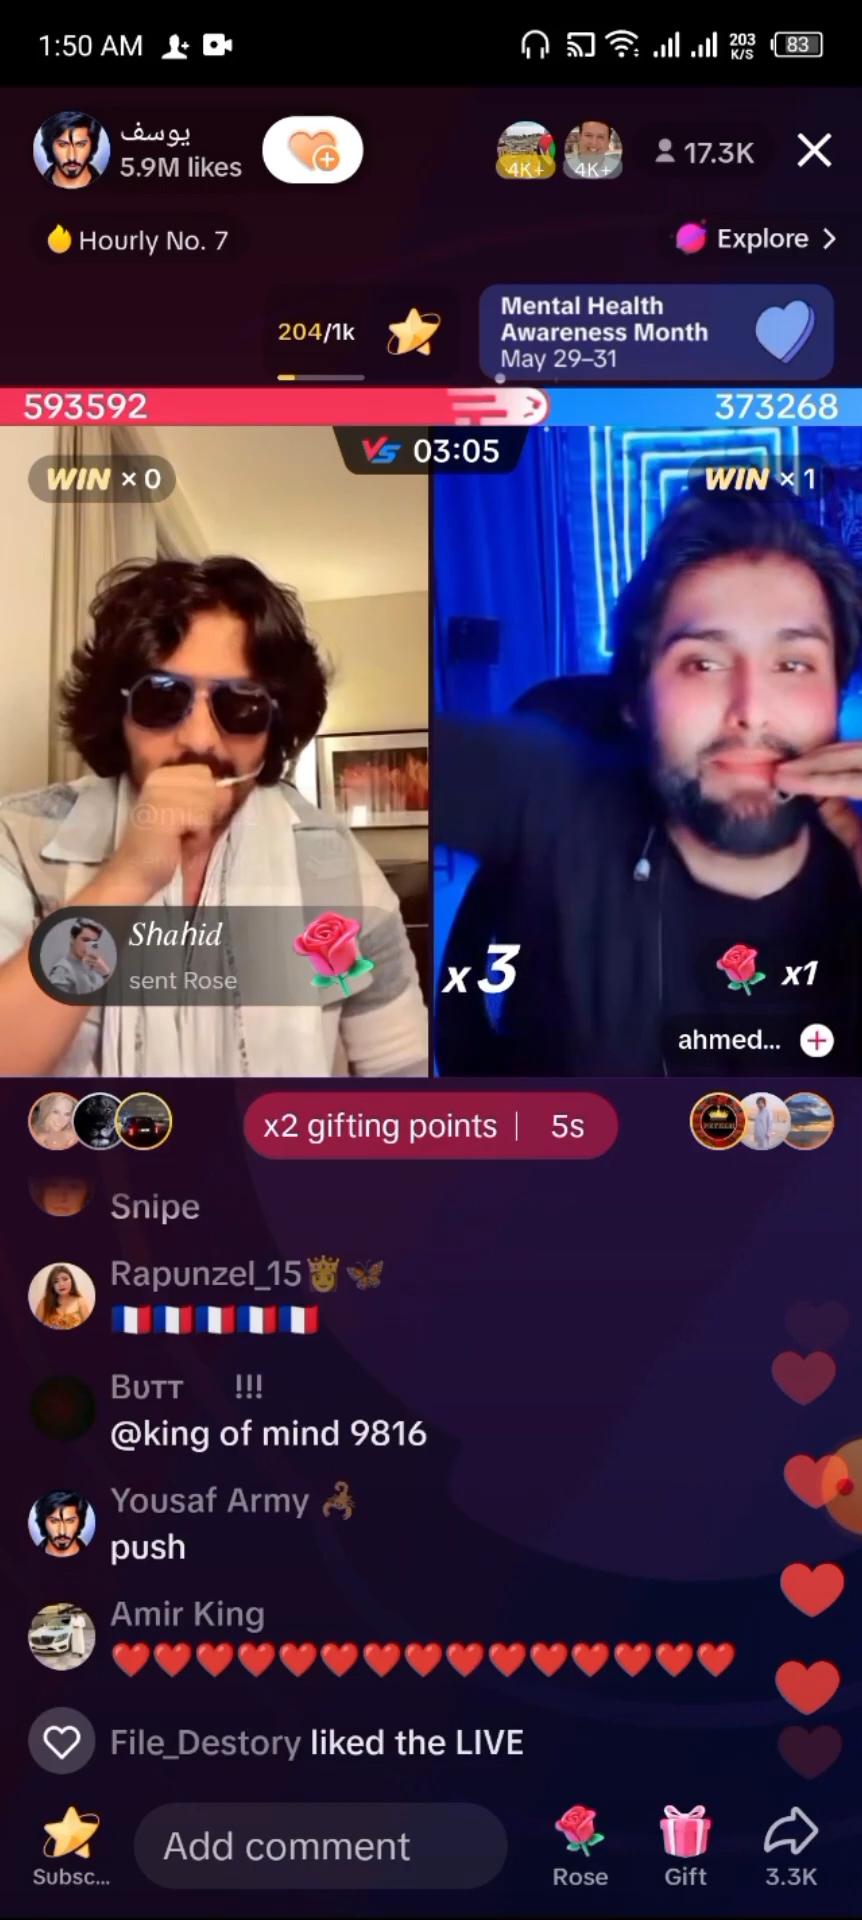 1:50 AM
203
K/S
83
يوسف
5.9M likes
4K+
4K+
17.3K
Hourly No. 7
Explore
204/1k
Mental Health
Awareness Month
May 29–31
593592
373268
VS 03:05
WIN × 0
WIN × 1
Shahid
sent Rose
x3
x1
ahmed...
x2 gifting points | 5s
Snipe
Rapunzel_15👸🦋
🇫🇷🇫🇷🇫🇷🇫🇷🇫🇷
Bᴜᴛᴛ !!!
@king of mind 9816
Yousaf Army 🦂
push
Amir King
❤️❤️❤️❤️❤️❤️❤️❤️❤️❤️❤️❤️❤️❤️❤️
File_Destory liked the LIVE
Subsc...
Add comment
Rose
Gift
3.3K